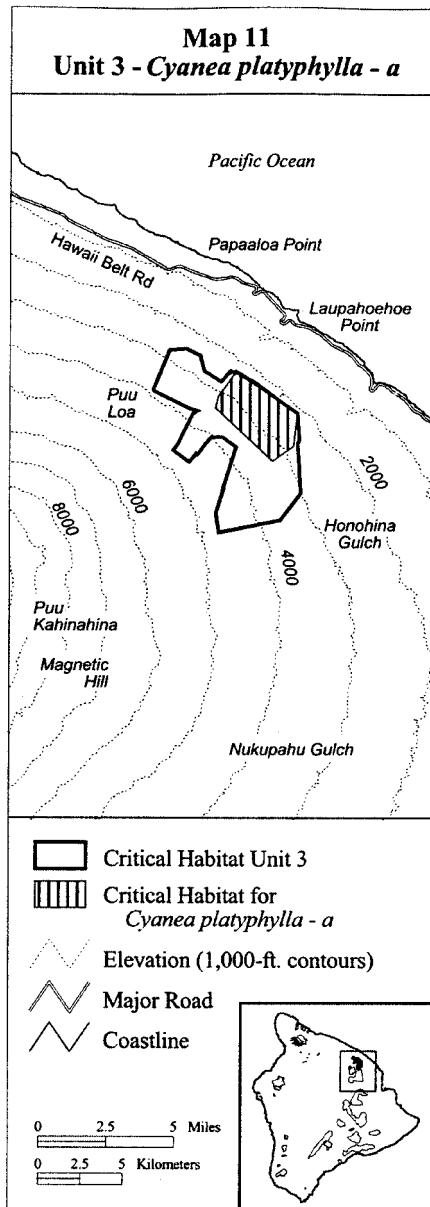 Map 11
Unit 3 - Cyanea platyphylla - a
Pacific Ocean
Papaaloa Point
Hawaii Belt Rd
Laupahoehoe
Point
Puu
Loa
2000
6000
8000
Honohina
Gulch
4000
Puu
Kahinahina
Magnetic
Hill
Nukupahu Gulch
Critical Habitat Unit 3
Critical Habitat for
Cyanea platyphylla - a
Elevation (1,000-ft. contours)
Major Road
Coastline
0 2.5 5 Miles
0 2.5 5 Kilometers